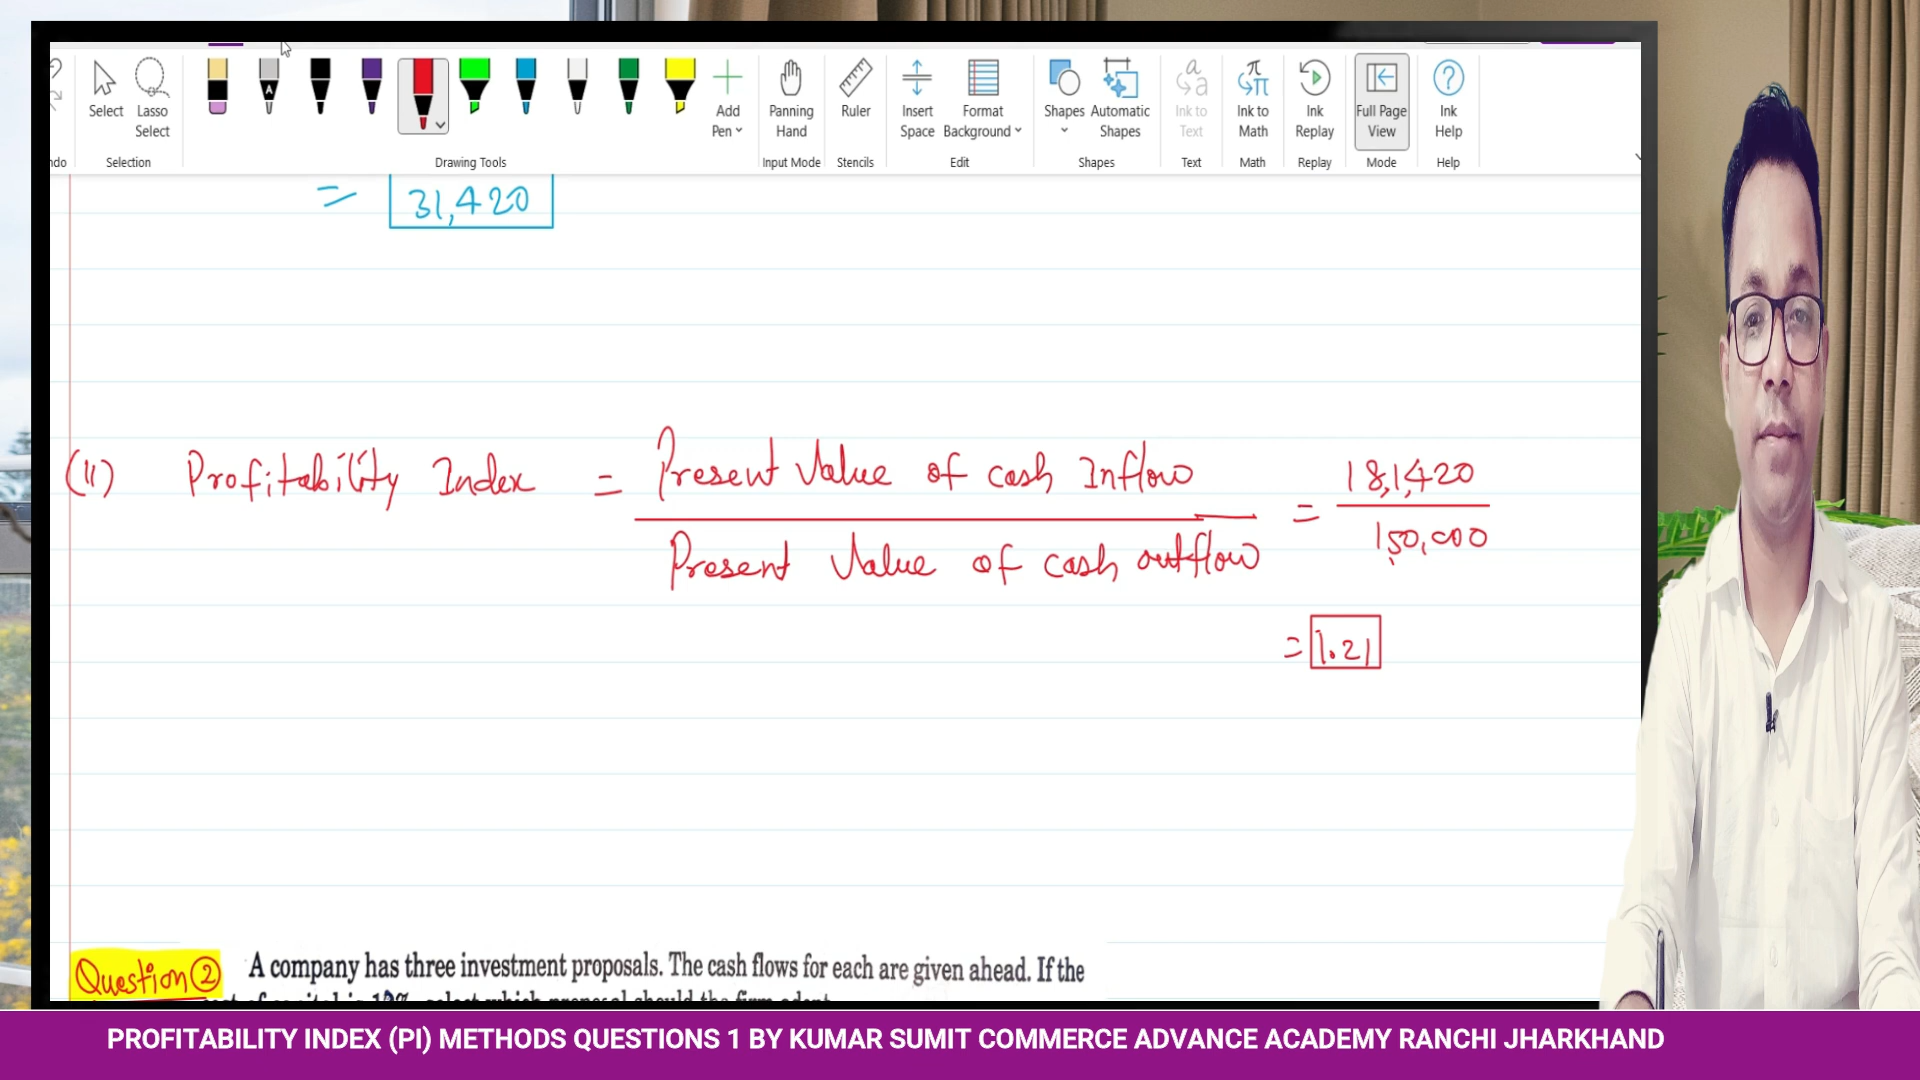 Select
Lasso Select
Add Pen
Panning Hand
Ruler
Insert Space
Format Background
Shapes
Automatic Shapes
Ink to Text
Ink to Math
Ink Replay
Full Page View
Ink Help
ndo
Selection
Drawing Tools
Input Mode
Stencils
Edit
Shapes
Text
Math
Replay
Mode
Help
= 31,420
(11) Profitability Index = Present Value of cash Inflow = 18,1,420
Present Value of cash outflow 150,000
= 1.21
Question 2 A company has three investment proposals. The cash flows for each are given ahead. If the
PROFITABILITY INDEX (PI) METHODS QUESTIONS 1 BY KUMAR SUMIT COMMERCE ADVANCE ACADEMY RANCHI JHARKHAND